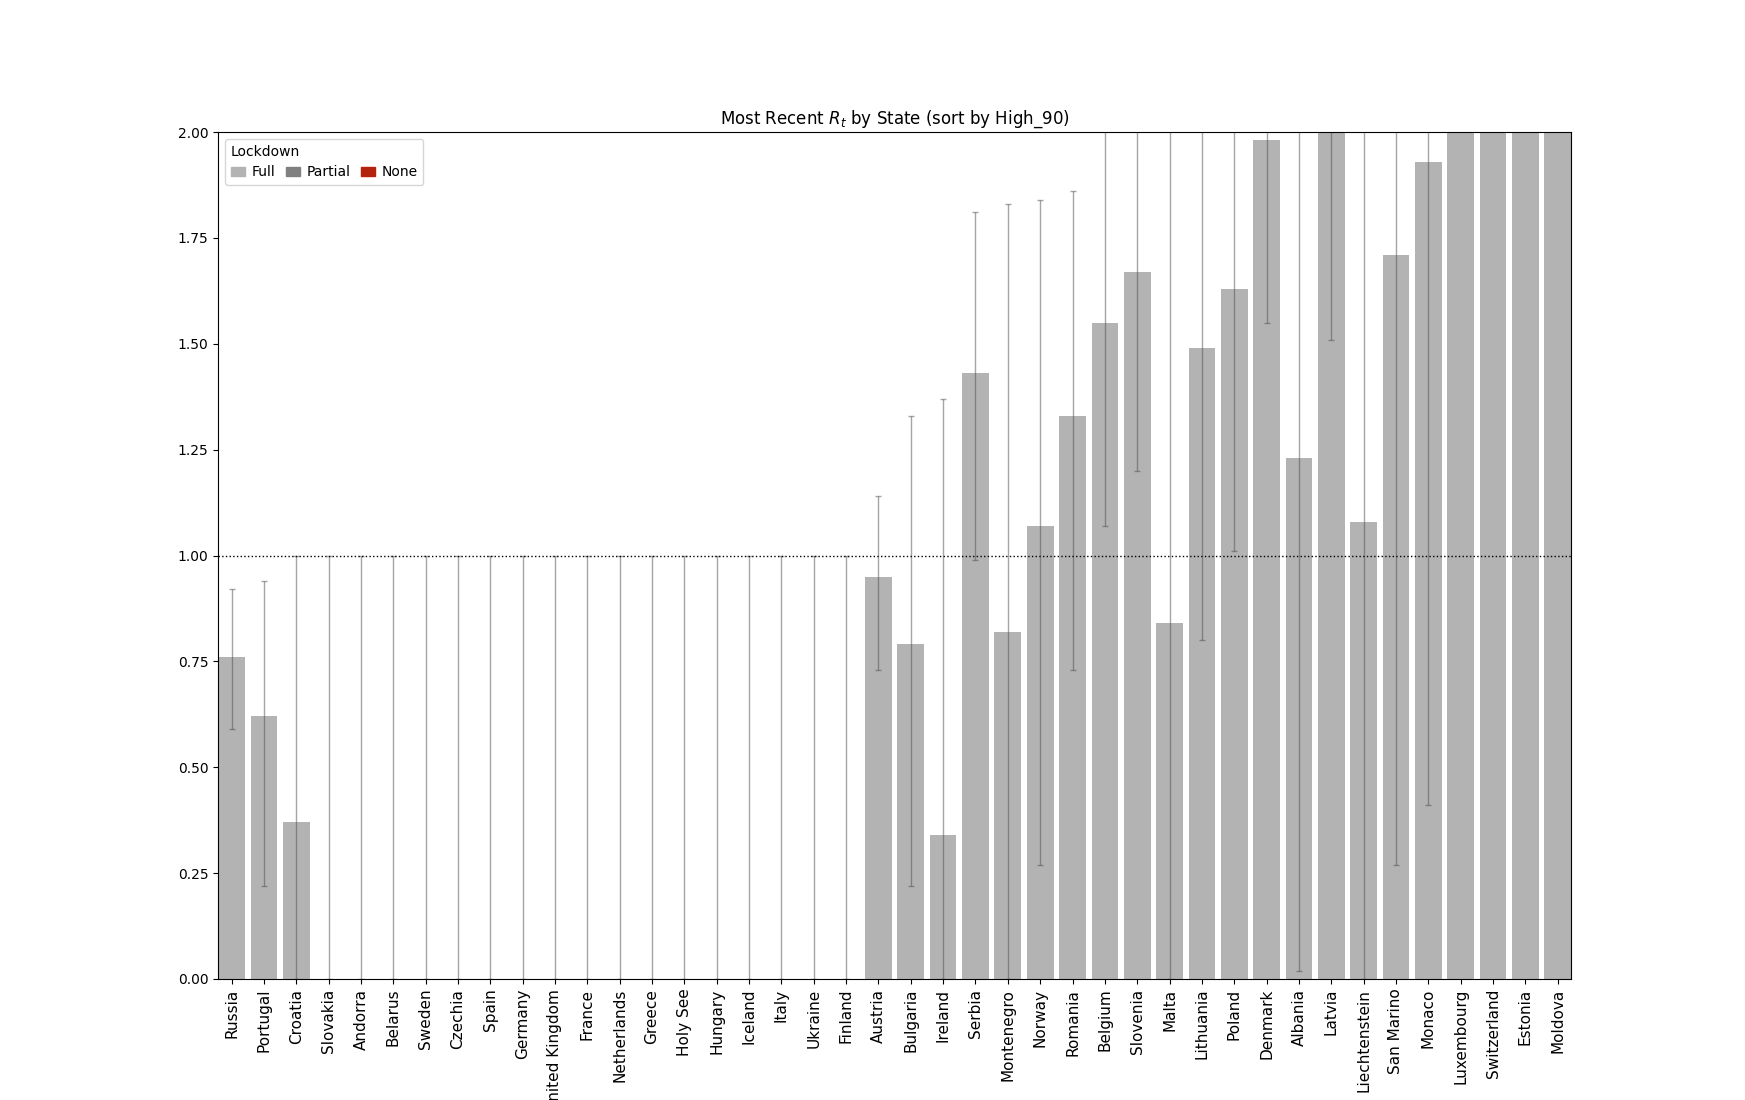 Most Recent R_t by State (sort by High_90)
Lockdown
Full Partial None
2.00
1.75
1.50
1.25
1.00
0.75
0.50
0.25
0.00
Russia
Portugal
Croatia
Slovakia
Andorra
Belarus
Sweden
Czechia
Spain
Germany
nited Kingdom
France
Netherlands
Greece
Holy See
Hungary
Iceland
Italy
Ukraine
Finland
Austria
Bulgaria
Ireland
Serbia
Montenegro
Norway
Romania
Belgium
Slovenia
Malta
Lithuania
Poland
Denmark
Albania
Latvia
Liechtenstein
San Marino
Monaco
Luxembourg
Switzerland
Estonia
Moldova